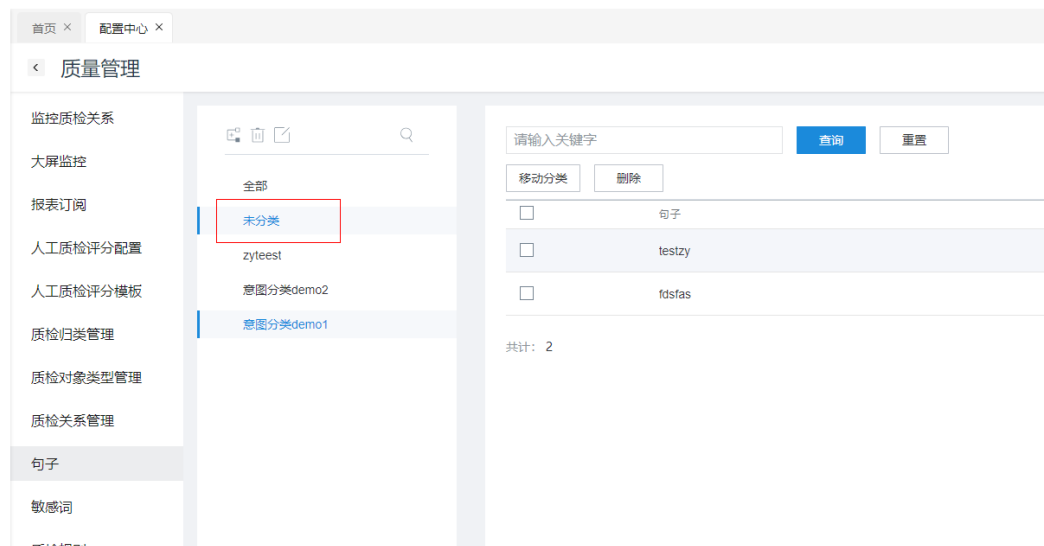 首页
配置中心
质量管理
监控质检关系
大屏监控
报表订阅
人工质检评分配置
人工质检评分模板
质检归类管理
质检对象类型管理
质检关系管理
句子
敏感词
全部
未分类
zyteest
意图分类demo2
意图分类demo1
请输入关键字
查询
重置
移动分类
删除
句子
testzy
fdsfas
共计： 2